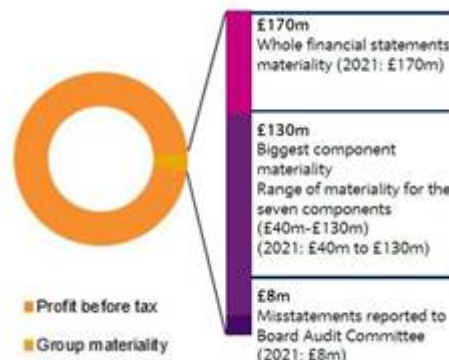 £170m
Whole financial statements
materiality (2021: £170m)
£130m
Biggest component
materiality
Range of materiality for the
seven components
(£40m-£130m)
(2021: £40m to £130m)
£8m
Misstatements reported to
Board Audit Committee
(2021: £8m)
Profit before tax
Group materiality